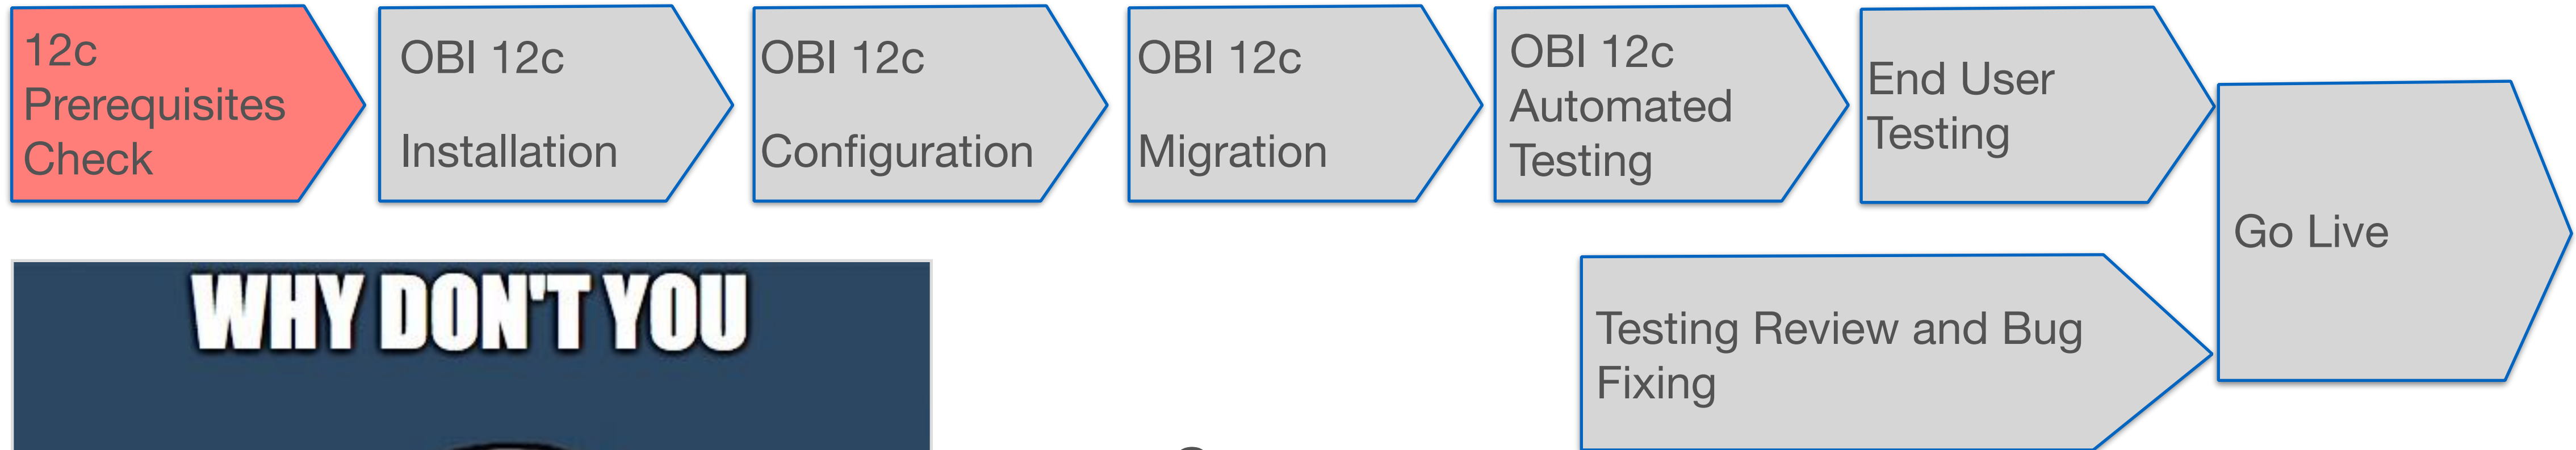 12c
Prerequisites
Check
OBI 12c
Installation
OBI 12c
Configuration
OBI 12c
Migration
OBI 12c
Automated
Testing
End User
Testing
Go Live
Testing Review and Bug
Fixing
WHY DON'T YOU